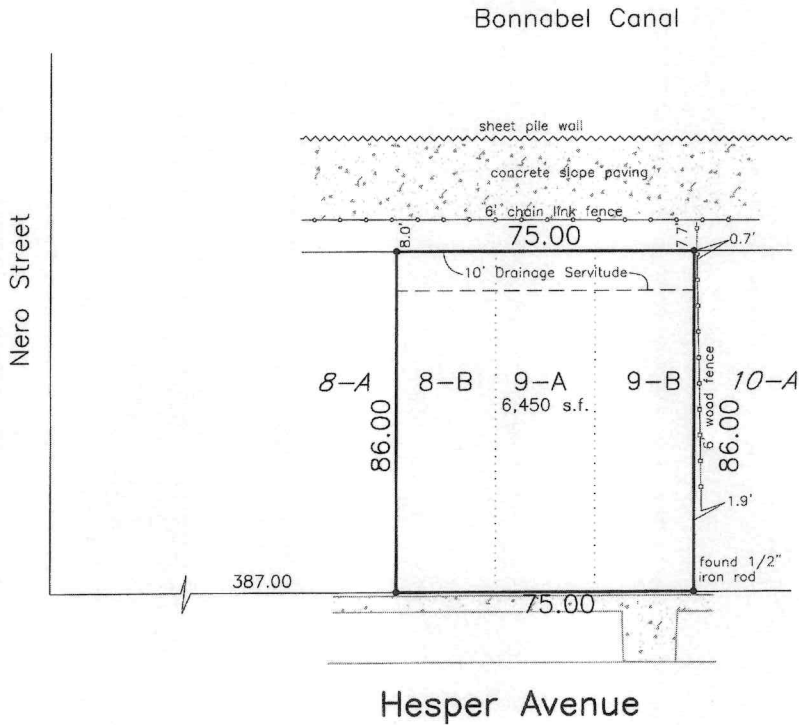 Bonnabel Canal
sheet pile wall
concrete slope paving
6' chain link fence
8.0'
75.00
7.7'
0.7'
10' Drainage Servitude
Nero Street
8-A
8-B
9-A
9-B
10-A
6,450 s.f.
86.00
6' wood fence
86.00
1.9'
found 1/2"
iron rod
387.00
75.00
Hesper Avenue